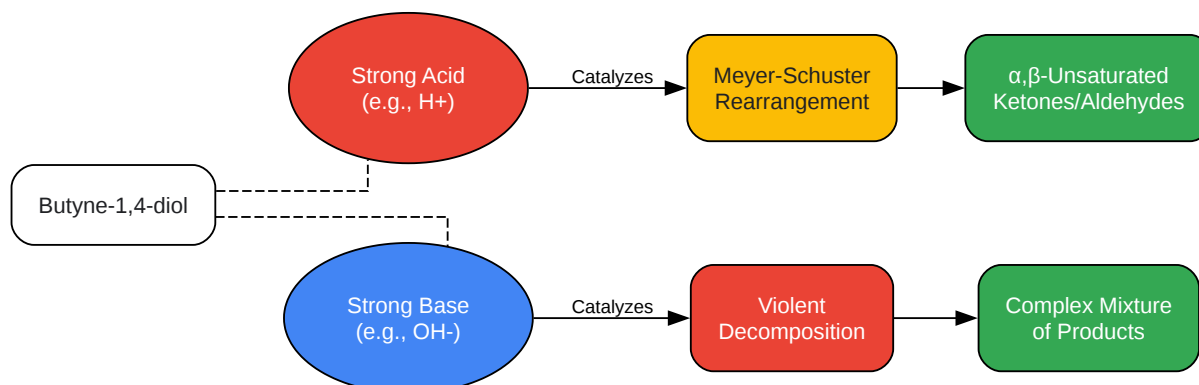 Strong Acid
(e.g., H+)
Catalyzes
Meyer-Schuster
Rearrangement
α,β-Unsaturated
Ketones/Aldehydes
Butyne-1,4-diol
Strong Base
(e.g., OH-)
Catalyzes
Violent
Decomposition
Complex Mixture
of Products